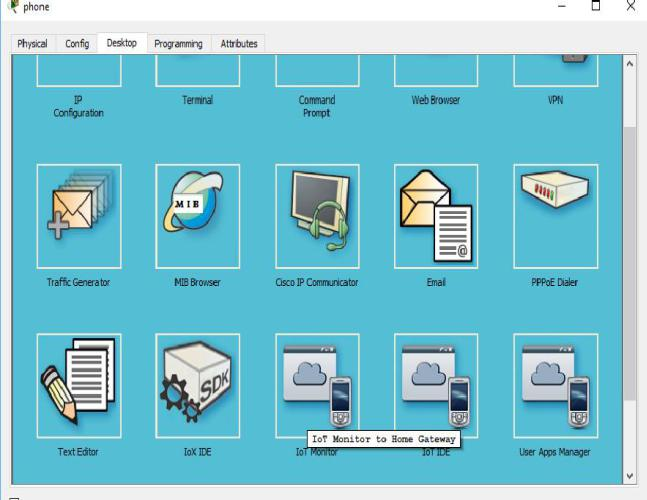 phone
Physical Config Desktop Programming Attributes
IP Configuration
Terminal
Command Prompt
Web Browser
VPN
MIB
Traffic Generator
MIB Browser
Cisco IP Communicator
Email
PPPoE Dialer
@
SDK
IoT Monitor to Home Gateway
Text Editor
IoX IDE
IoT Monitor
IoT IDE
User Apps Manager